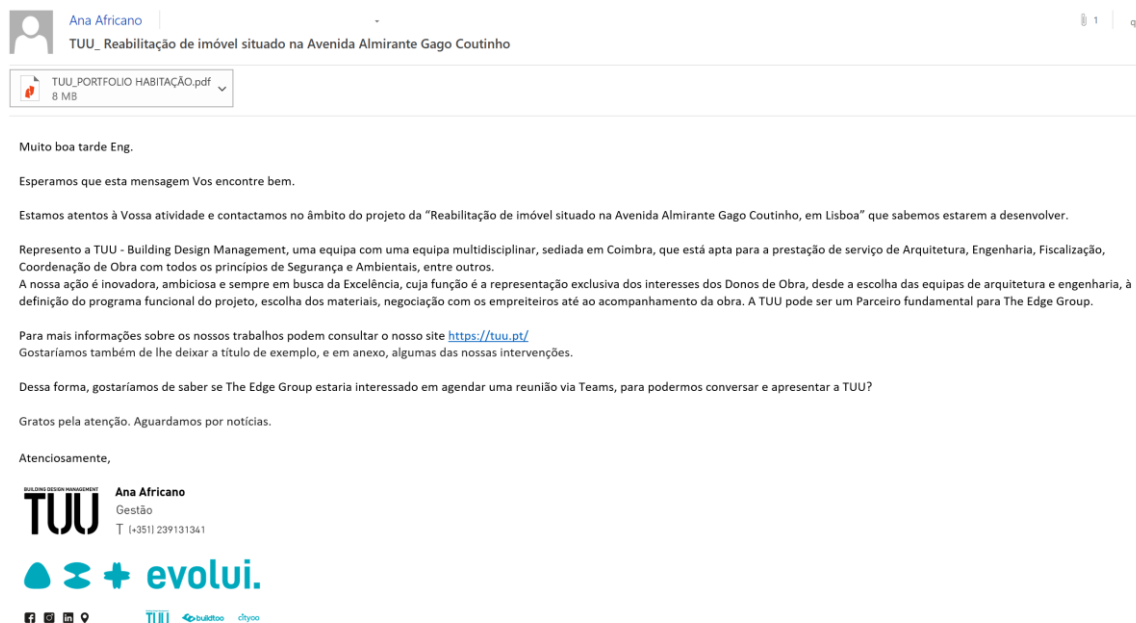 Ana Africano
1
q
TUU_ Reabilitação de imóvel situado na Avenida Almirante Gago Coutinho
TUU_PORTFOLIO HABITAÇÃO.pdf
8 MB
Muito boa tarde Eng.
Esperamos que esta mensagem Vos encontre bem.
Estamos atentos à Vossa atividade e contactamos no âmbito do projeto da “Reabilitação de imóvel situado na Avenida Almirante Gago Coutinho, em Lisboa” que sabemos estarem a desenvolver.
Represento a TUU - Building Design Management, uma equipa com uma equipa multidisciplinar, sediada em Coimbra, que está apta para a prestação de serviço de Arquitetura, Engenharia, Fiscalização,
Coordenação de Obra com todos os princípios de Segurança e Ambientais, entre outros.
A nossa ação é inovadora, ambiciosa e sempre em busca da Excelência, cuja função é a representação exclusiva dos interesses dos Donos de Obra, desde a escolha das equipas de arquitetura e engenharia, à
definição do programa funcional do projeto, escolha dos materiais, negociação com os empreiteiros até ao acompanhamento da obra. A TUU pode ser um Parceiro fundamental para The Edge Group.
Para mais informações sobre os nossos trabalhos podem consultar o nosso site https://tuu.pt/
Gostaríamos também de lhe deixar a título de exemplo, e em anexo, algumas das nossas intervenções.
Dessa forma, gostaríamos de saber se The Edge Group estaria interessado em agendar uma reunião via Teams, para podermos conversar e apresentar a TUU?
Gratos pela atenção. Aguardamos por notícias.
Atenciosamente,
BUILDING DESIGN MANAGEMENT
TUU
Ana Africano
Gestão
T (+351) 239131341
evolui.
TUU buildtoo cityoo